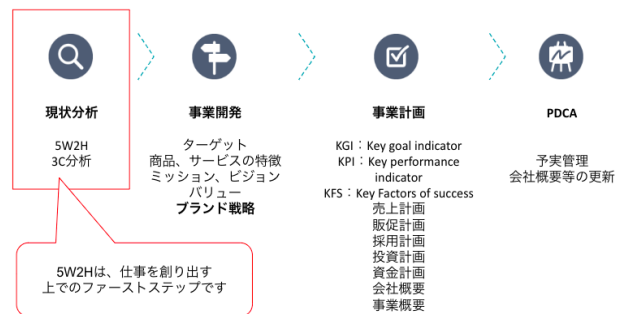 現状分析
5W2H
3C分析
事業開発
ターゲット
商品、サービスの特徴
ミッション、ビジョン
バリュー
ブランド戦略
事業計画
KGI：Key goal indicator
KPI：Key performance
indicator
KFS：Key Factors of success
売上計画
販促計画
採用計画
投資計画
資金計画
会社概要
事業概要
PDCA
予実管理
会社概要等の更新
5W2Hは、仕事を創り出す
上でのファーストステップです